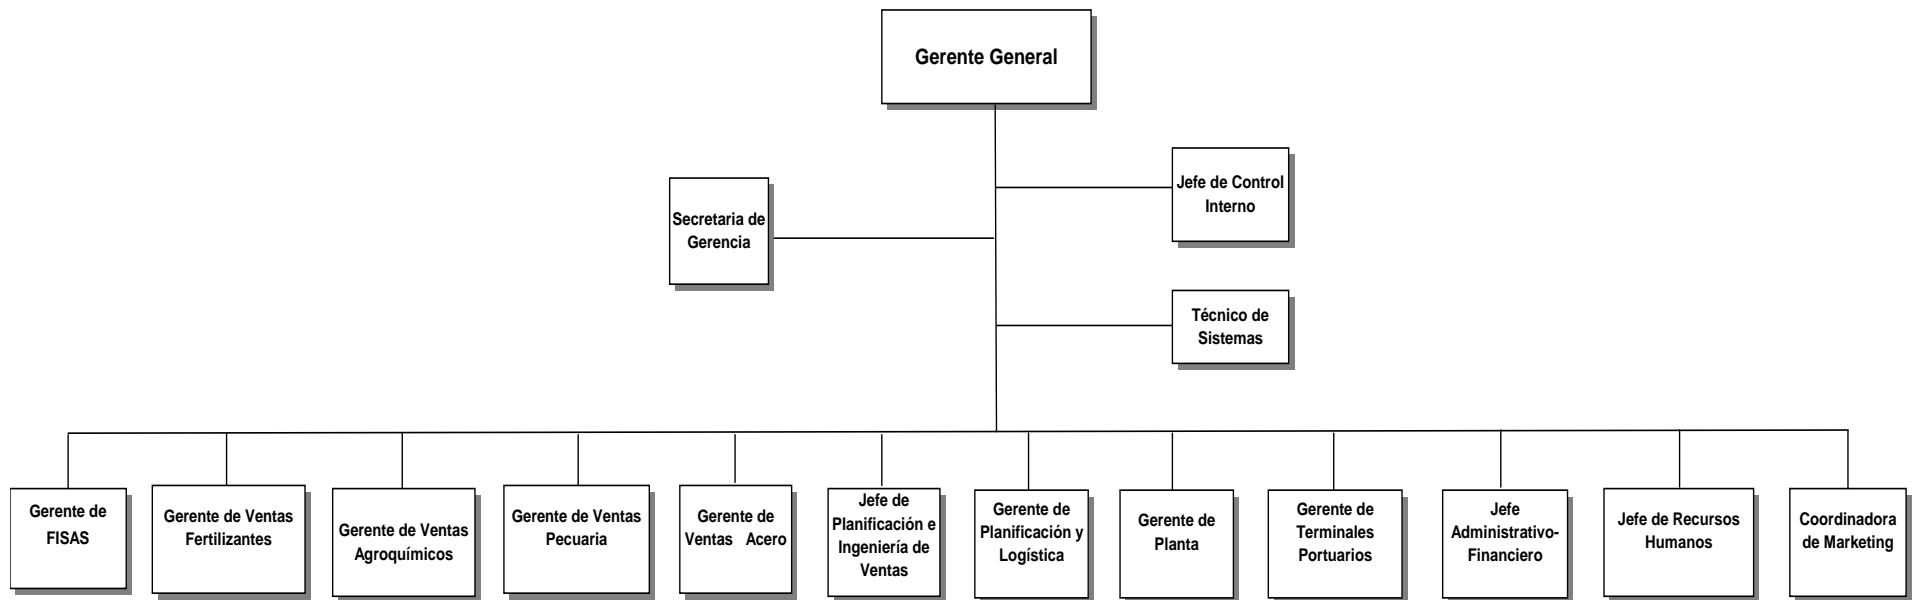 Gerente General
Jefe de Control
Interno
Secretaria de
Gerencia
Técnico de
Sistemas
Gerente de
FISAS
Gerente de Ventas
Fertilizantes
Gerente de Ventas
Agroquímicos
Gerente de Ventas
Pecuaria
Gerente de
Ventas Acero
Jefe de
Planificación e
Ingeniería de
Ventas
Gerente de
Planificación y
Logística
Gerente de
Planta
Gerente de
Terminales
Portuarios
Jefe
Administrativo-
Financiero
Jefe de Recursos
Humanos
Coordinadora
de Marketing